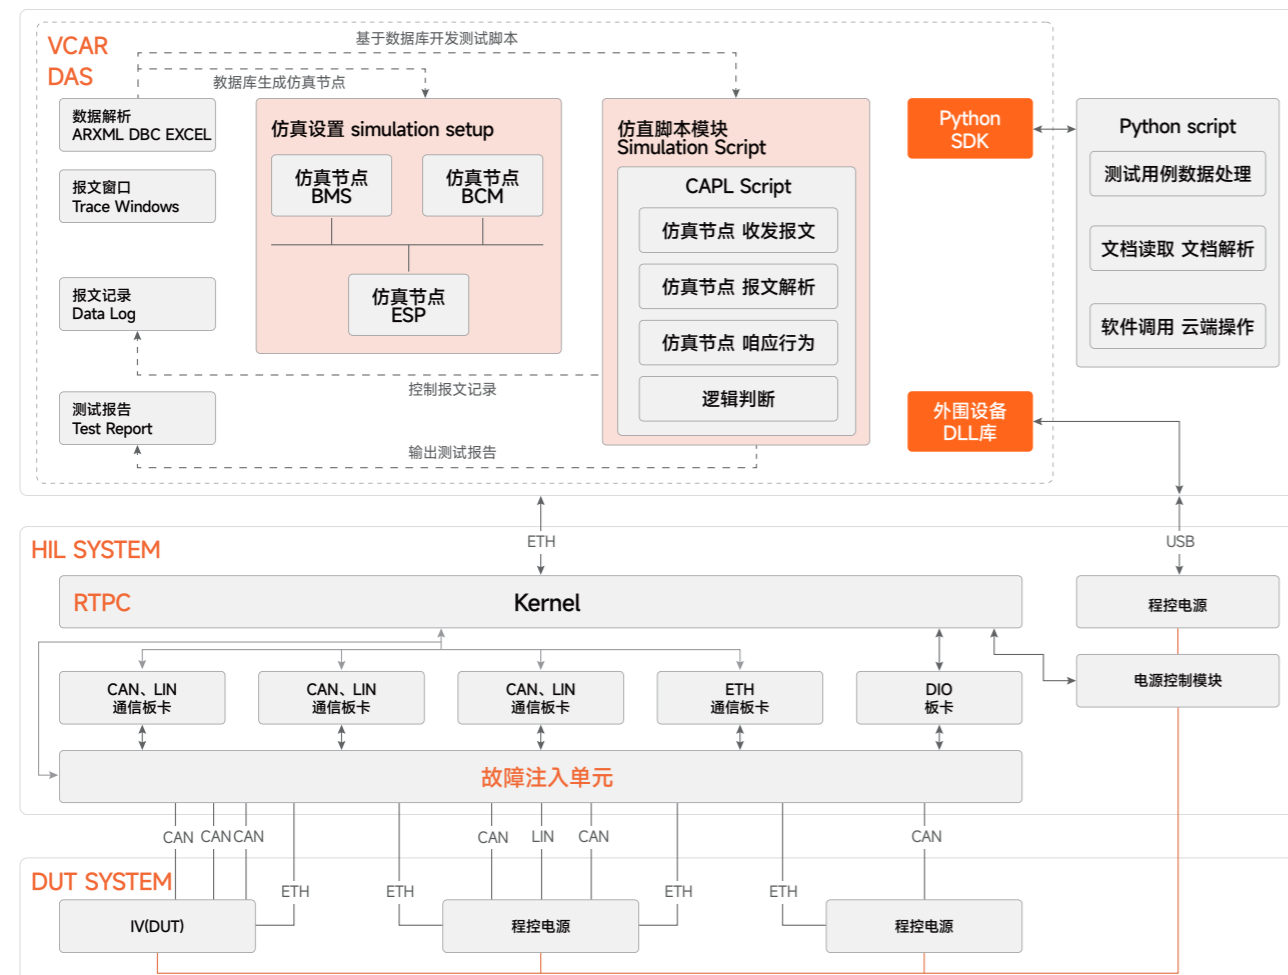 VCAR
DAS
基于数据库开发测试脚本
教据库生成仿真节点
数据解析
ARXML DBC EXCEL
报文窗口
Trace Windows
报文记录
Data Log
测试报告
Test Report
仿真设置 simulation setup
仿真节点
BMS
仿真节点
BCM
仿真节点
ESP
控制报文记录
输出测试报告
仿直脚本模块
Simulation Script
CAPL Script
仿真节点 收发报文
仿真节点 报文解析
仿真节点 咱应行为
逻辑判断
Python
SDK
外围设备
DLL库
Python script
测试用例数据处理
文档读取 文档解析
软件调用 云端操作
ETH
USB
HIL SYSTEM
RTPC
Kernel
程控电源
电源控制模块
CAN、LIN
通信板卡
CAN、LIN
通信板卡
CAN、LIN
通信板卡
ETH
通信板卡
DIO
板卡
故障注入单元
CAN
CAN
CAN
CAN
LIN
CAN
CAN
DUT SYSTEM
ETH
ETH
ETH
ETH
IV(DUT)
程控电源
程控电源